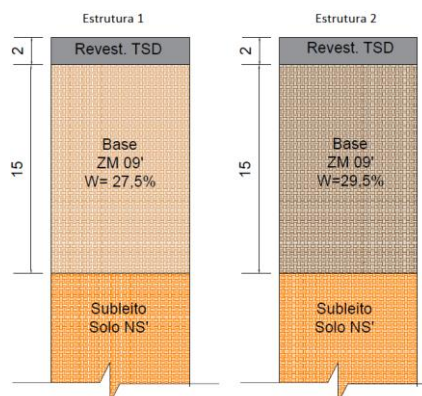 Estrutura 1
2
Revest. TSD
15
Base
ZM 09'
W= 27,5%
Subleito
Solo NS'
Estrutura 2
2
Revest. TSD
15
Base
ZM 09'
W=29,5%
Subleito
Solo NS'